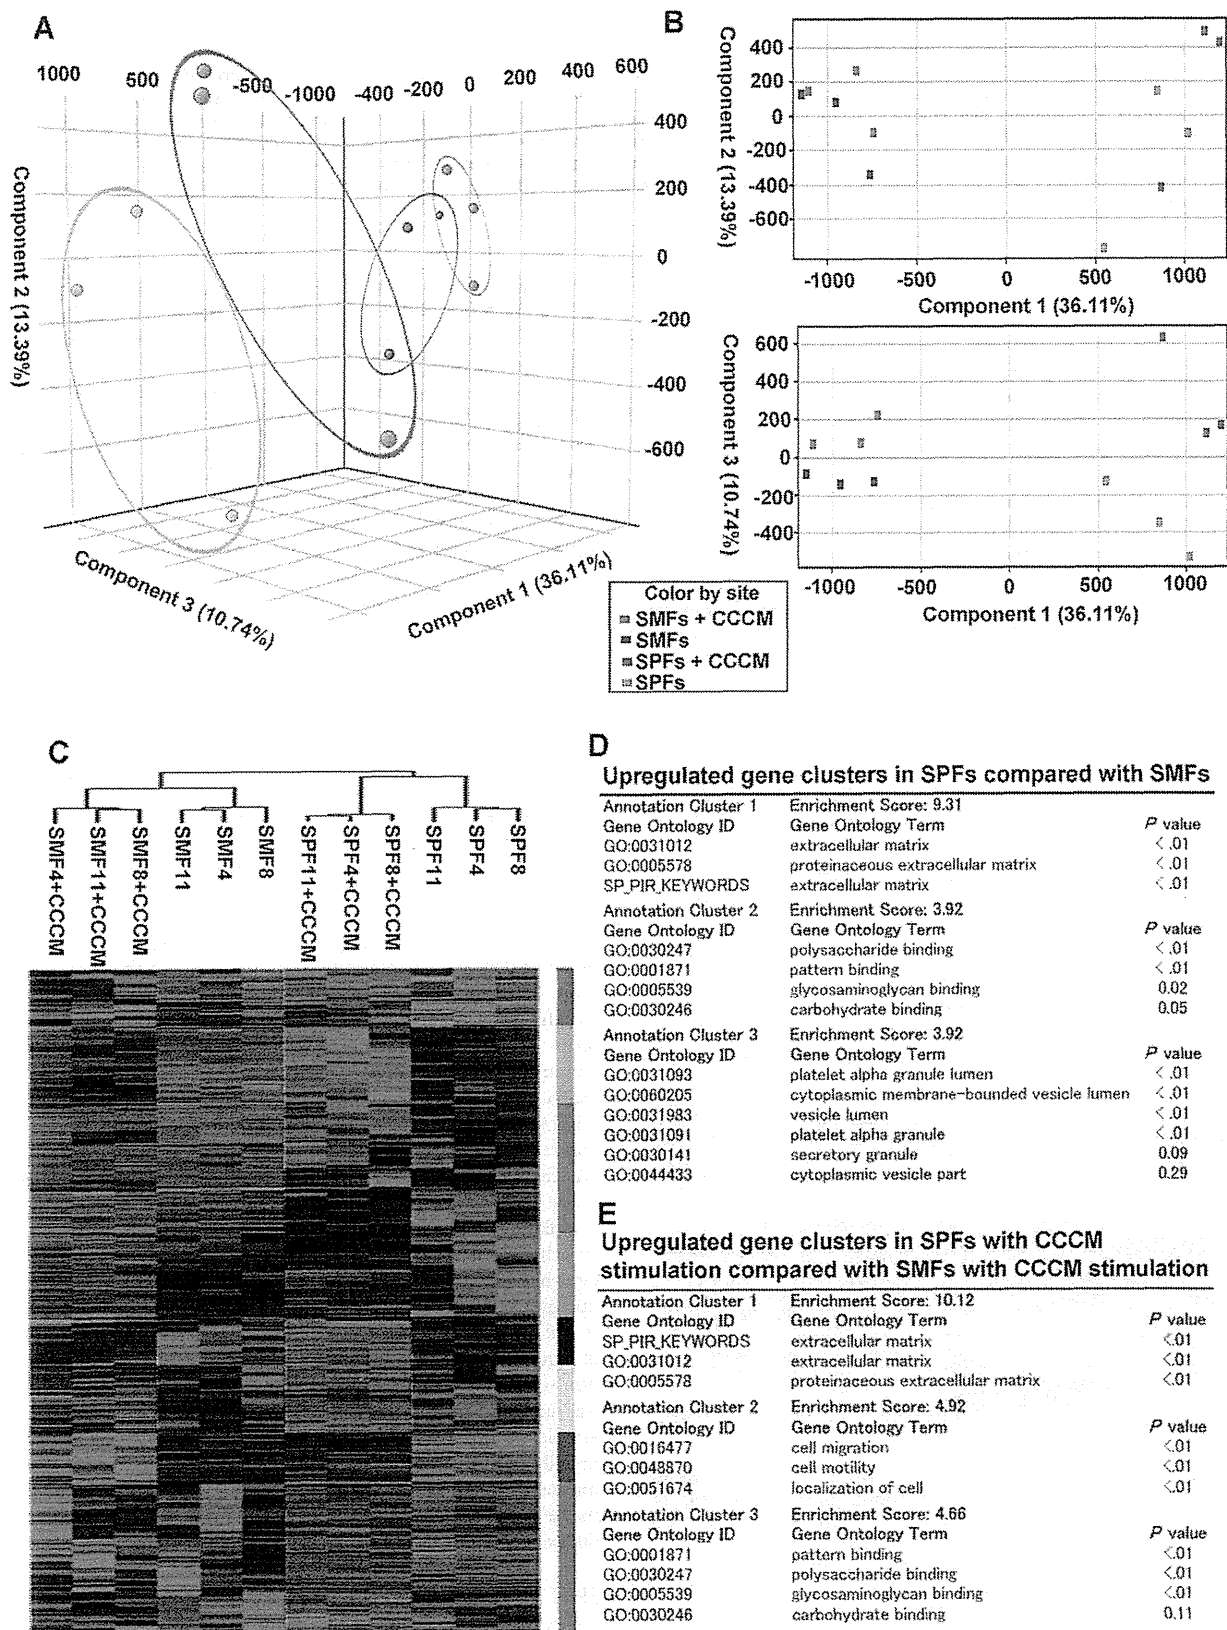 A
1000
500
0
-500
-1000
-400
-200
0
200
400
600
400
200
0
-200
-400
-600
Component 2 (13.39%)
Component 3 (10.74%)
Component 1 (36.11%)
B
Component 2 (13.39%)
400
200
0
-200
-400
-600
-1000
-500
0
500
1000
Component 1 (36.11%)
Component 3 (10.74%)
600
400
200
0
-200
-400
-1000
-500
0
500
1000
Component 1 (36.11%)
Color by site
SMFs + CCCM
SMFs
SPFs + CCCM
SPFs
C
SMF4+CCCM
SMF11+CCCM
SMF8+CCCM
SMF11
SMF4
SMF8
SPF11+CCCM
SPF4+CCCM
SPF8+CCCM
SPF11
SPF4
SPF8
D
Upregulated gene clusters in SPFs compared with SMFs
Annotation Cluster 1 Enrichment Score: 9.31
Gene Ontology ID Gene Ontology Term P value
GO:0031012 extracellular matrix <.01
GO:0005578 proteinaceous extracellular matrix <.01
SP_PIR_KEYWORDS extracellular matrix <.01
Annotation Cluster 2 Enrichment Score: 3.92
Gene Ontology ID Gene Ontology Term P value
GO:0030247 polysaccharide binding <.01
GO:0001871 pattern binding <.01
GO:0005539 glycosaminoglycan binding 0.02
GO:0030246 carbohydrate binding 0.05
Annotation Cluster 3 Enrichment Score: 3.92
Gene Ontology ID Gene Ontology Term P value
GO:0031093 platelet alpha granule lumen <.01
GO:0060205 cytoplasmic membrane-bounded vesicle lumen <.01
GO:0031983 vesicle lumen <.01
GO:0031091 platelet alpha granule <.01
GO:0030141 secretory granule 0.09
GO:0044433 cytoplasmic vesicle part 0.29
E
Upregulated gene clusters in SPFs with CCCM
stimulation compared with SMFs with CCCM stimulation
Annotation Cluster 1 Enrichment Score: 10.12
Gene Ontology ID Gene Ontology Term P value
SP_PIR_KEYWORDS extracellular matrix <.01
GO:0031012 extracellular matrix <.01
GO:0005578 proteinaceous extracellular matrix <.01
Annotation Cluster 2 Enrichment Score: 4.92
Gene Ontology ID Gene Ontology Term P value
GO:0016477 cell migration <.01
GO:0048870 cell motility <.01
GO:0051674 localization of cell <.01
Annotation Cluster 3 Enrichment Score: 4.66
Gene Ontology ID Gene Ontology Term P value
GO:0001871 pattern binding <.01
GO:0030247 polysaccharide binding <.01
GO:0005539 glycosaminoglycan binding <.01
GO:0030246 carbohydrate binding 0.11